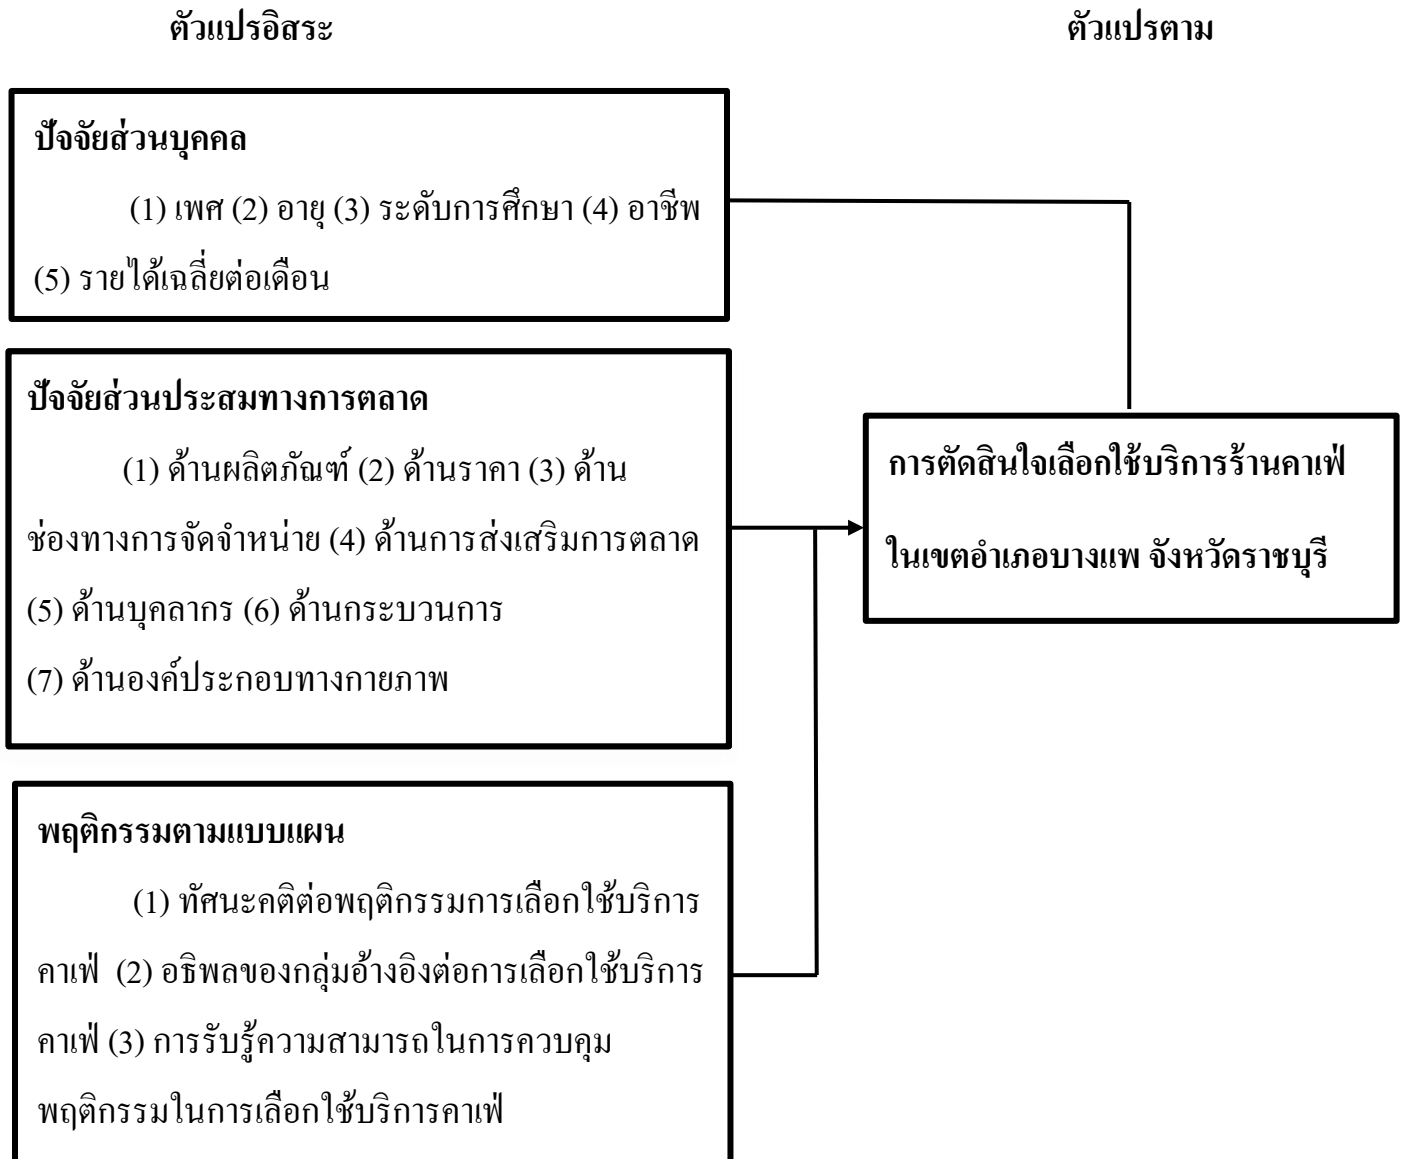 ตัวแปรอิสระ
ตัวแปรตาม
ปัจจัยส่วนบุคคล
(1) เพศ (2) อายุ (3) ระดับการศึกษา (4) อาชีพ
(5) รายได้เฉลี่ยต่อเดือน
ปัจจัยส่วนประสมทางการตลาด
(1) ด้านผลิตภัณฑ์ (2) ด้านราคา (3) ด้าน
ช่องทางการจัดจำหน่าย (4) ด้านการส่งเสริมการตลาด
(5) ด้านบุคลากร (6) ด้านกระบวนการ
(7) ด้านองค์ประกอบทางกายภาพ
การตัดสินใจเลือกใช้บริการร้านคาเฟ่
ในเขตอำเภอบางแพ จังหวัดราชบุรี
พฤติกรรมตามแบบแผน
(1) ทัศนะคติต่อพฤติกรรมการเลือกใช้บริการ
คาเฟ่ (2) อธิพลของกลุ่มอ้างอิงต่อการเลือกใช้บริการ
คาเฟ่ (3) การรับรู้ความสามารถในการควบคุม
พฤติกรรมในการเลือกใช้บริการคาเฟ่